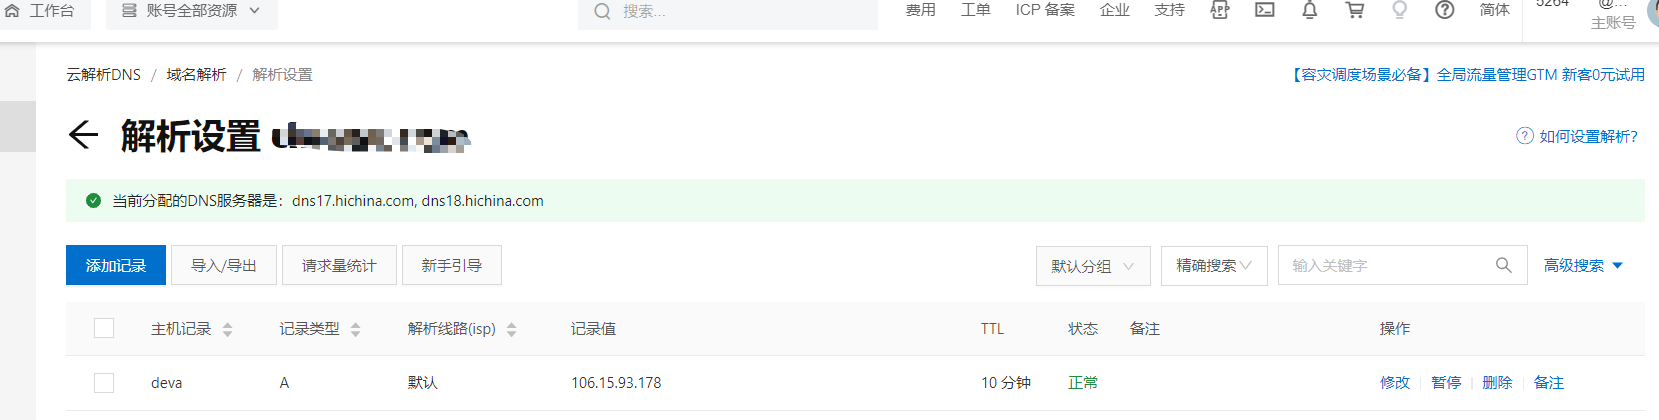 工作台 账号全部资源 搜索... 费用 工单 ICP 备案 企业 支持 APP 简体 5264 @... 主账号
云解析DNS / 域名解析 / 解析设置 【容灾调度场景必备】全局流量管理GTM 新客0元试用
解析设置 如何设置解析?
当前分配的DNS服务器是：dns17.hichina.com, dns18.hichina.com
添加记录 导入/导出 请求量统计 新手引导 默认分组 精确搜索 输入关键字 高级搜索
主机记录 记录类型 解析线路(isp) 记录值 TTL 状态 备注 操作
deva A 默认 106.15.93.178 10 分钟 正常 修改 暂停 删除 备注